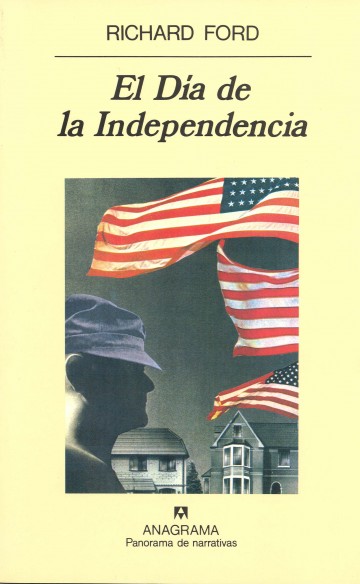 RICHARD FORD
El Día de
la Independencia
ANAGRAMA
Panorama de narrativas